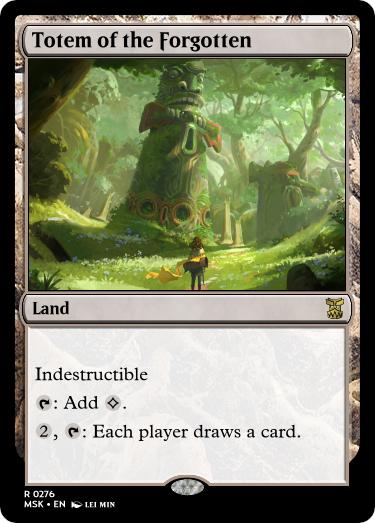 Totem of the Forgotten
Land
Indestructible
: Add .
2, : Each player draws a card.
R 0276
MSK • EN LEI MIN